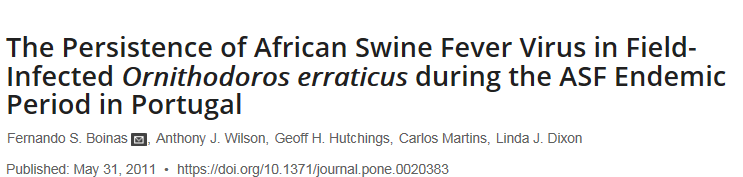 The Persistence of African Swine Fever Virus in Field-
Infected Ornithodoros erraticus during the ASF Endemic
Period in Portugal
Fernando S. Boinas , Anthony J. Wilson, Geoff H. Hutchings, Carlos Martins, Linda J. Dixon
Published: May 31, 2011 • https://doi.org/10.1371/journal.pone.0020383